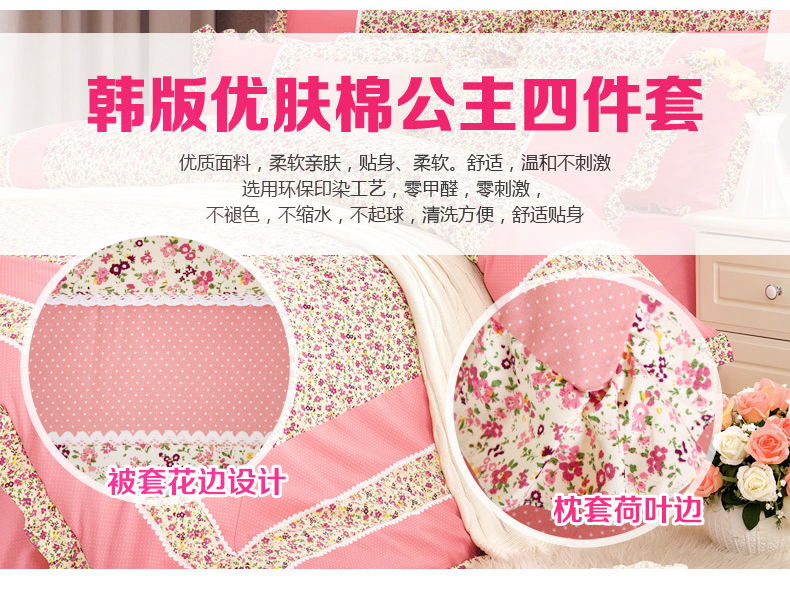 韩版优肤棉公主四件套
优质面料，柔软亲肤，贴身、柔软。舒适，温和不刺激
选用环保印染工艺，零甲醛，零刺激，
不褪色，不缩水，不起球，清洗方便，舒适贴身
被套花边设计
枕套荷叶边